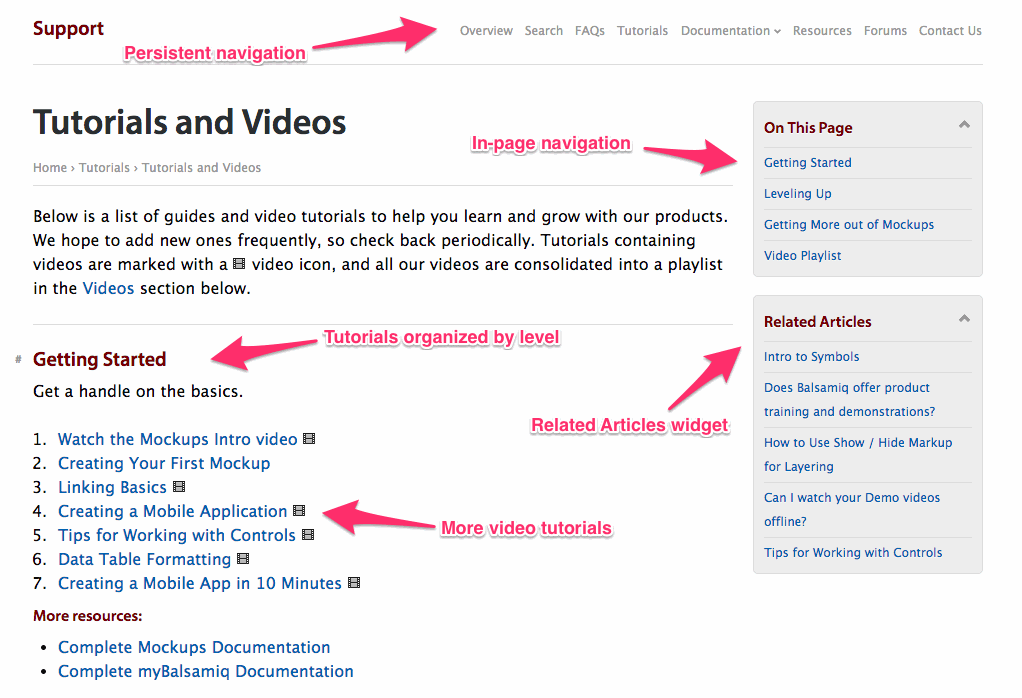 Support
Overview Search FAQs Tutorials Documentation Resources Forums Contact Us
Persistent navigation
Tutorials and Videos
Home › Tutorials › Tutorials and Videos
Below is a list of guides and video tutorials to help you learn and grow with our products.
We hope to add new ones frequently, so check back periodically. Tutorials containing
videos are marked with a video icon, and all our videos are consolidated into a playlist
in the Videos section below.
In-page navigation
On This Page
Getting Started
Leveling Up
Getting More out of Mockups
Video Playlist
Tutorials organized by level
# Getting Started
Get a handle on the basics.
1. Watch the Mockups Intro video
2. Creating Your First Mockup
3. Linking Basics
4. Creating a Mobile Application
5. Tips for Working with Controls
6. Data Table Formatting
7. Creating a Mobile App in 10 Minutes
More video tutorials
More resources:
• Complete Mockups Documentation
• Complete myBalsamiq Documentation
Related Articles widget
Related Articles
Intro to Symbols
Does Balsamiq offer product
training and demonstrations?
How to Use Show / Hide Markup
for Layering
Can I watch your Demo videos
offline?
Tips for Working with Controls